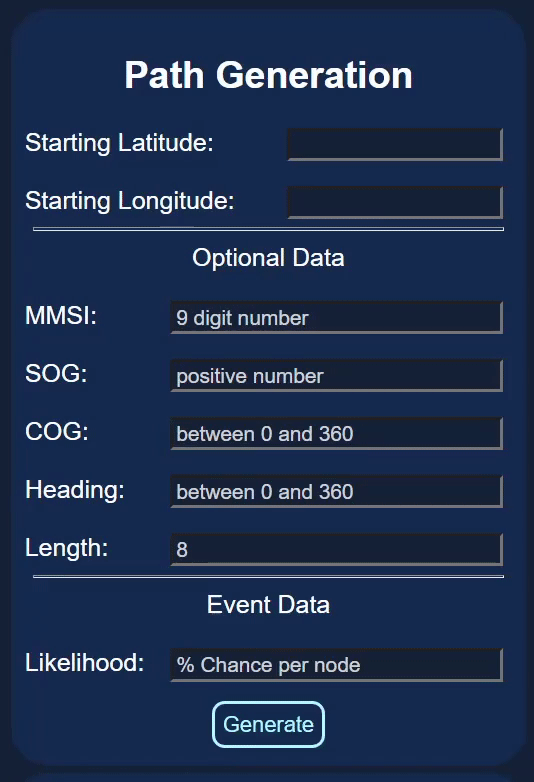 Path Generation
Starting Latitude:
Starting Longitude:
Optional Data
MMSI: 9 digit number
SOG: positive number
COG: between 0 and 360
Heading: between 0 and 360
Length: 8
Event Data
Likelihood: % Chance per node
Generate